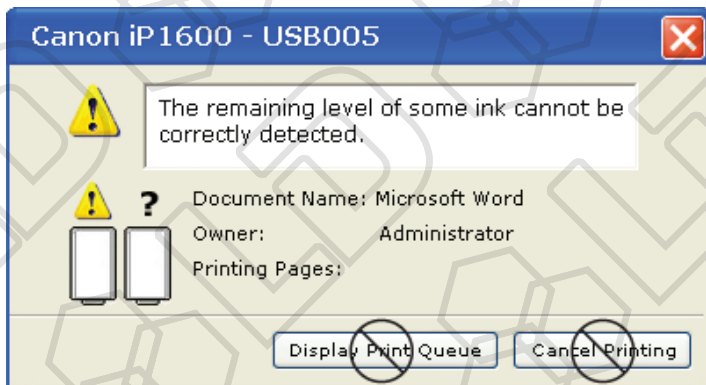 Canon iP1600 - USB005
The remaining level of some ink cannot be
correctly detected.
?
Document Name: Microsoft Word
Owner: Administrator
Printing Pages:
Display Print Queue Cancel Printing